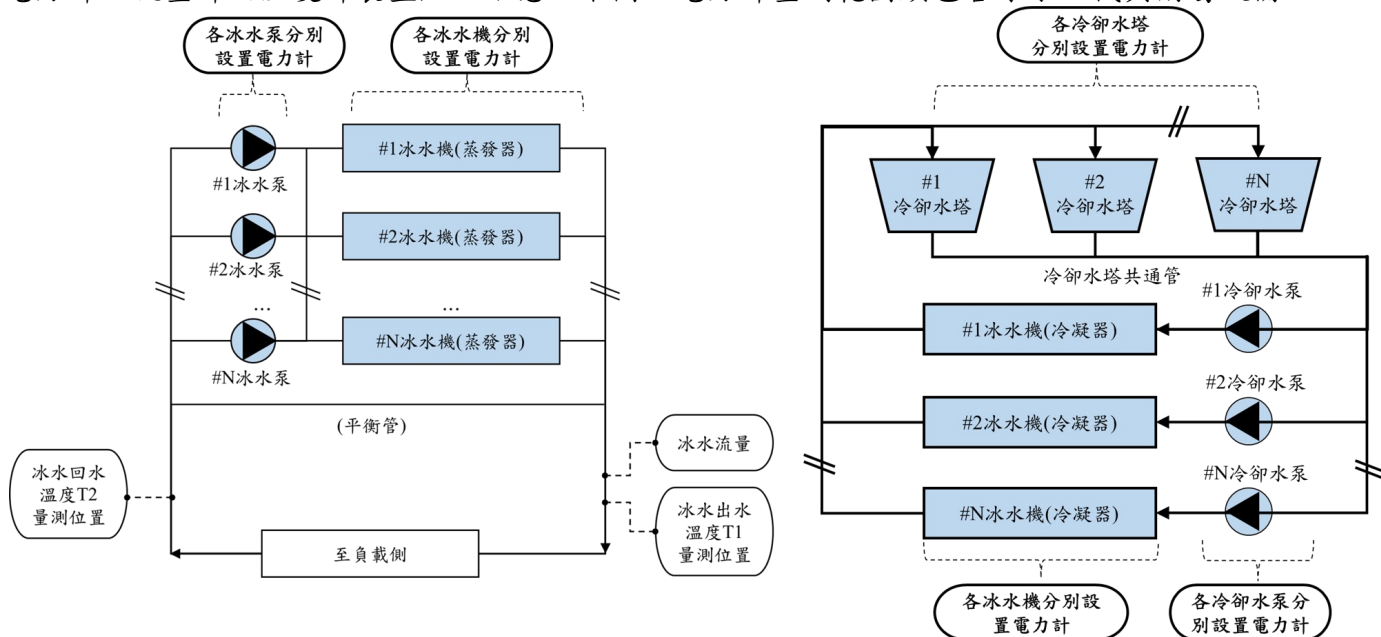 各冰水泵分別
設置電力計
各冰水機分別
設置電力計
#1冰水機(蒸發器)
#1冰水泵
#2冰水機(蒸發器)
#2冰水泵
...
...
#N冰水機(蒸發器)
#N冰水泵
(平衡管)
冰水流量
冰水回水
溫度T2
量測位置
冰水出水
溫度T1
量測位置
至負載側
各冷卻水塔
分別設置電力計
#1
冷卻水塔
#2
冷卻水塔
#N
冷卻水塔
冷卻水塔共通管
#1冷卻水泵
#1冰水機(冷凝器)
#2冷卻水泵
#2冰水機(冷凝器)
#N冷卻水泵
#N冰水機(冷凝器)
各冰水機分別設
置電力計
各冷卻水泵分
別設置電力計